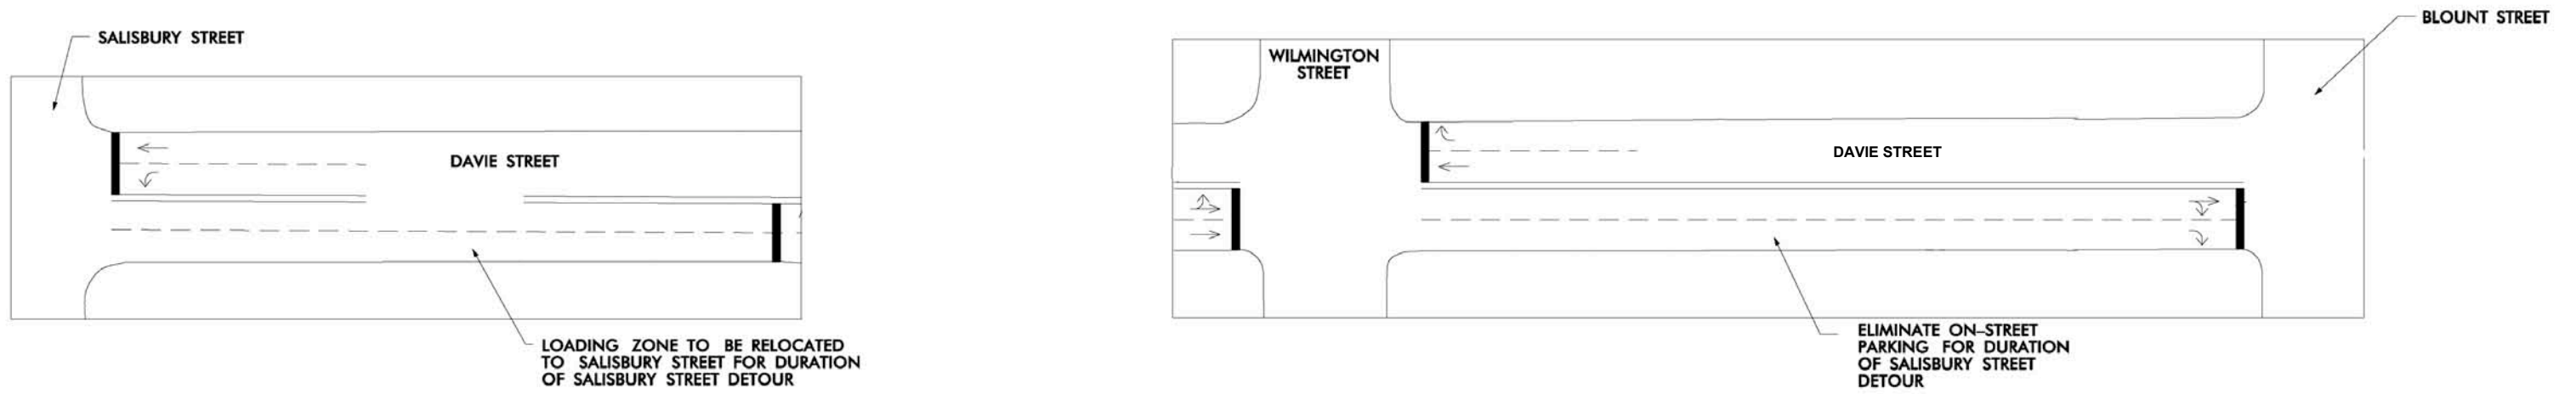 SALISBURY STREET
DAVIE STREET
LOADING ZONE TO BE RELOCATED
TO SALISBURY STREET FOR DURATION
OF SALISBURY STREET DETOUR
WILMINGTON
STREET
BLOUNT STREET
DAVIE STREET
ELIMINATE ON-STREET
PARKING FOR DURATION
OF SALISBURY STREET
DETOUR